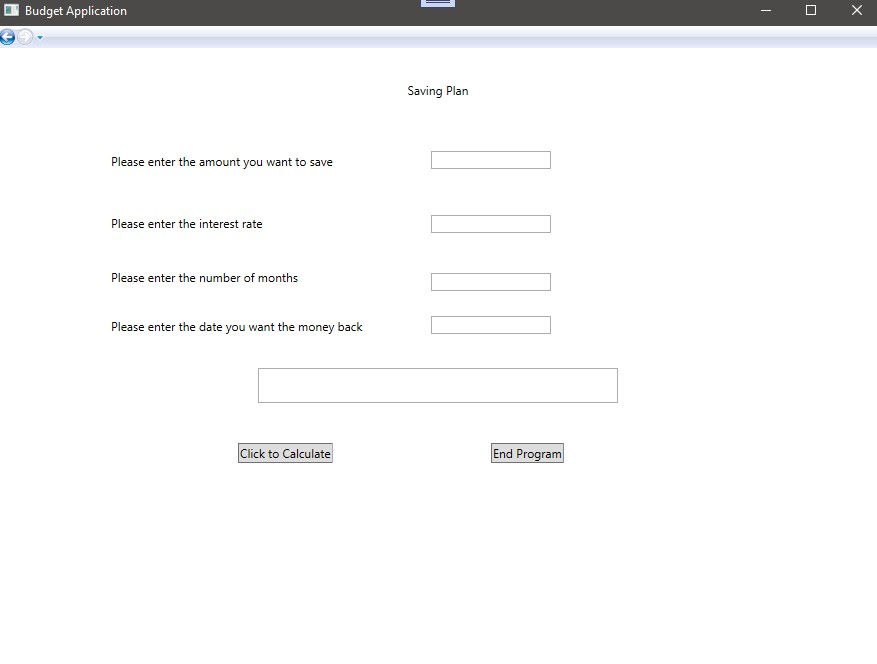 Budget Application
Saving Plan
Please enter the amount you want to save
Please enter the interest rate
Please enter the number of months
Please enter the date you want the money back
Click to Calculate
End Program